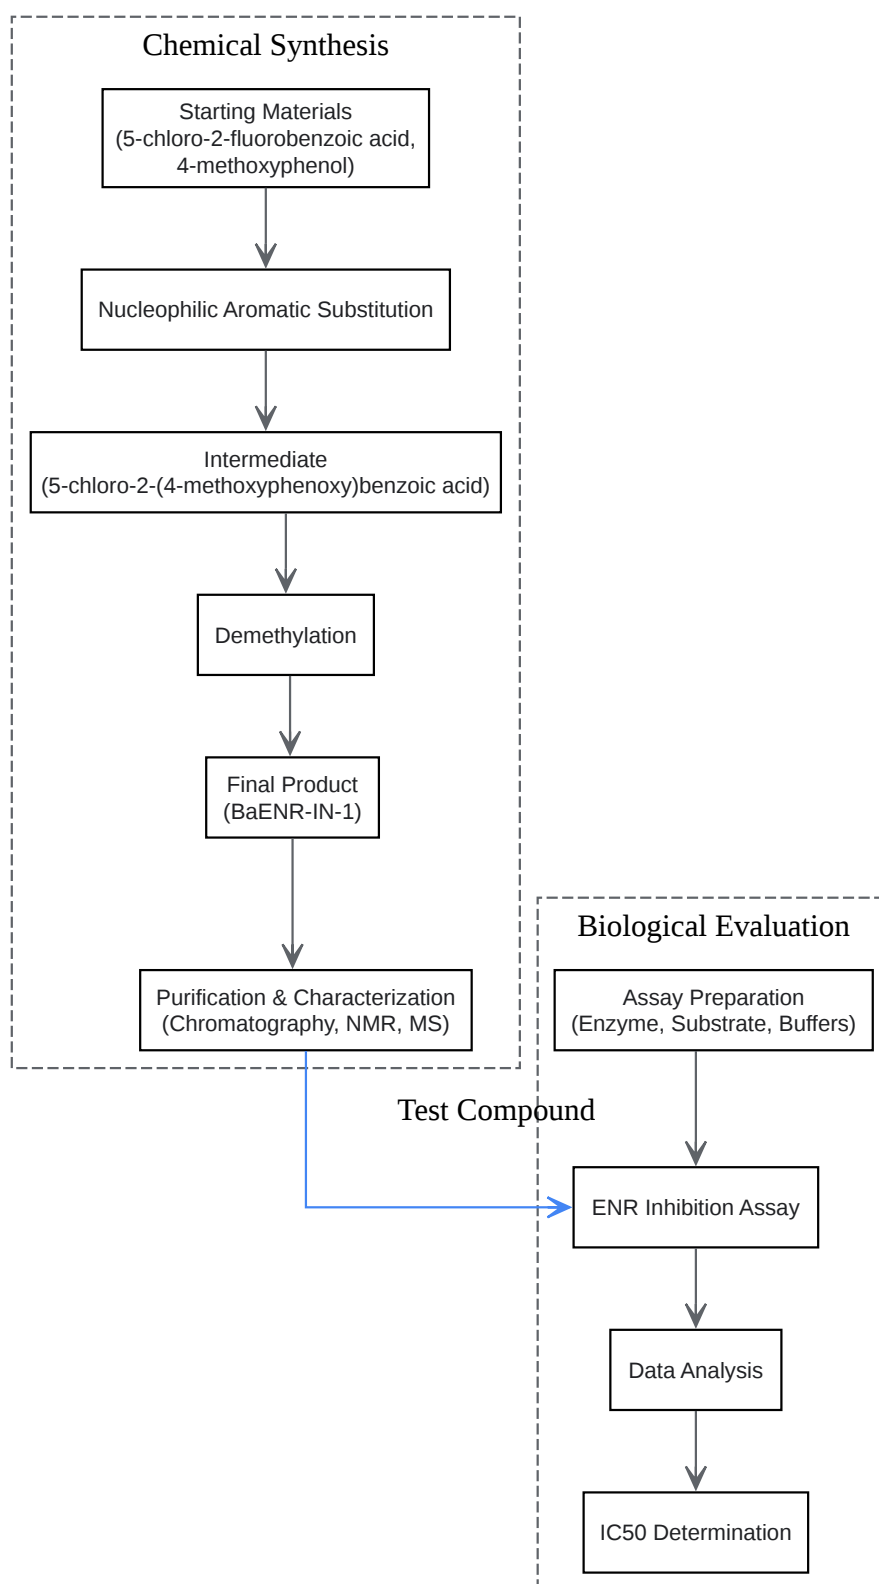 Chemical Synthesis
Starting Materials
(5-chloro-2-fluorobenzoic acid,
4-methoxyphenol)
Nucleophilic Aromatic Substitution
Intermediate
(5-chloro-2-(4-methoxyphenoxy)benzoic acid)
Demethylation
Final Product
(BaENR-IN-1)
Purification & Characterization
(Chromatography, NMR, MS)
Test Compound
Biological Evaluation
Assay Preparation
(Enzyme, Substrate, Buffers)
ENR Inhibition Assay
Data Analysis
IC50 Determination